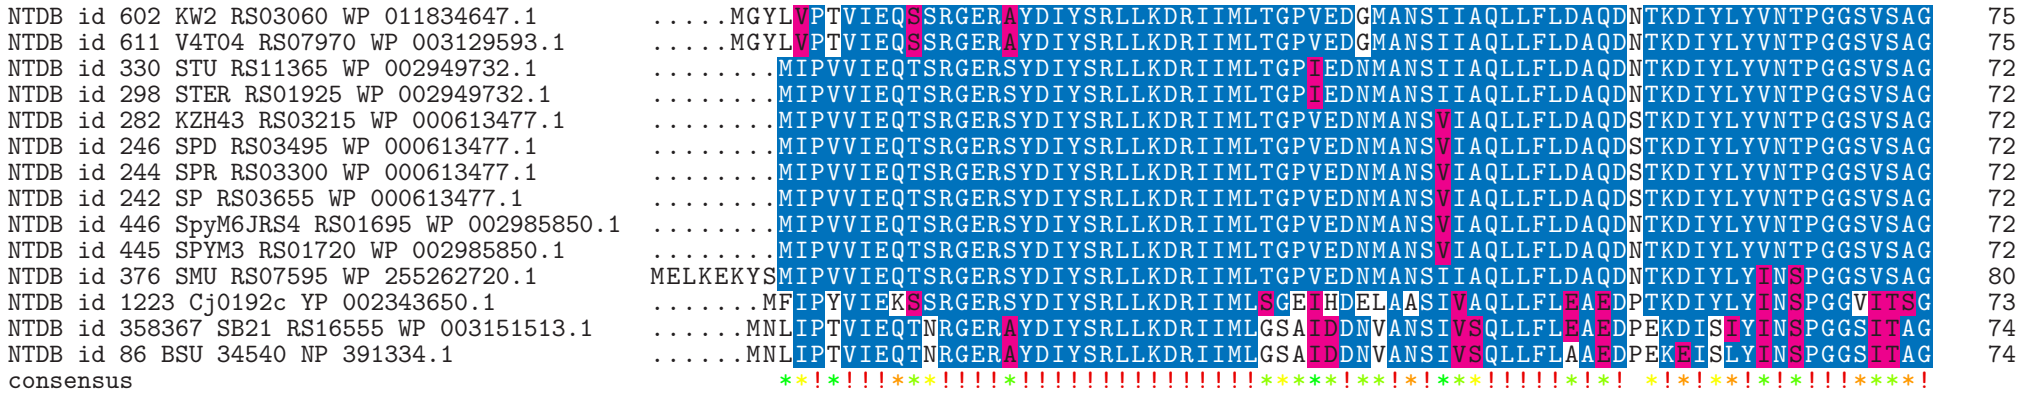 NTDB id 602 KW2 RS03060 WP 011834647.1 .....MGYLVPTVIEQSSRGERAYDIYSRLLKDRIIMLTGPVEDGMANSIIAQLLFLDAQDNTKDIYLYVNTPGGSVSAG 75
NTDB id 611 V4T04 RS07970 WP 003129593.1 .....MGYLVPTVIEQSSRGERAYDIYSRLLKDRIIMLTGPVEDGMANSIIAQLLFLDAQDNTKDIYLYVNTPGGSVSAG 75
NTDB id 330 STU RS11365 WP 002949732.1 ........MIPVVIEQTSRGERSYDIYSRLLKDRIIMLTGPIEDNMANSIIAQLLFLDAQDNTKDIYLYVNTPGGSVSAG 72
NTDB id 298 STER RS01925 WP 002949732.1 ........MIPVVIEQTSRGERSYDIYSRLLKDRIIMLTGPIEDNMANSIIAQLLFLDAQDNTKDIYLYVNTPGGSVSAG 72
NTDB id 282 KZH43 RS03215 WP 000613477.1 ........MIPVVIEQTSRGERSYDIYSRLLKDRIIMLTGPVEDNMANSVIAQLLFLDAQDSTKDIYLYVNTPGGSVSAG 72
NTDB id 246 SPD RS03495 WP 000613477.1 ........MIPVVIEQTSRGERSYDIYSRLLKDRIIMLTGPVEDNMANSVIAQLLFLDAQDSTKDIYLYVNTPGGSVSAG 72
NTDB id 244 SPR RS03300 WP 000613477.1 ........MIPVVIEQTSRGERSYDIYSRLLKDRIIMLTGPVEDNMANSVIAQLLFLDAQDSTKDIYLYVNTPGGSVSAG 72
NTDB id 242 SP RS03655 WP 000613477.1 ........MIPVVIEQTSRGERSYDIYSRLLKDRIIMLTGPVEDNMANSVIAQLLFLDAQDSTKDIYLYVNTPGGSVSAG 72
NTDB id 446 SpyM6JRS4 RS01695 WP 002985850.1 ........MIPVVIEQTSRGERSYDIYSRLLKDRIIMLTGPVEDNMANSVIAQLLFLDAQDNTKDIYLYVNTPGGSVSAG 72
NTDB id 445 SPYM3 RS01720 WP 002985850.1 ........MIPVVIEQTSRGERSYDIYSRLLKDRIIMLTGPVEDNMANSVIAQLLFLDAQDNTKDIYLYVNTPGGSVSAG 72
NTDB id 376 SMU RS07595 WP 255262720.1 MELKEKYSMIPVVIEQTSRGERSYDIYSRLLKDRIIMLTGPVEDNMANSIIAQLLFLDAQDNTKDIYLYINSPGGSVSAG 80
NTDB id 1223 Cj0192c YP 002343650.1 .......MFIPYVIEKSSRGERSYDIYSRLLKDRIIMLSGEIHDELAASIVAQLLFLEAEDPTKDIYLYINSPGGVITSG 73
NTDB id 358367 SB21 RS16555 WP 003151513.1 ......MNLIPTVIEQTNRGERAYDIYSRLLKDRIIMLGSAIDDNVANSIVSQLLFLEAEDPEKDISIYINSPGGSITAG 74
NTDB id 86 BSU 34540 NP 391334.1 ......MNLIPTVIEQTNRGERAYDIYSRLLKDRIIMLGSAIDDNVANSIVSQLLFLAAEDPEKEISLYINSPGGSITAG 74
consensus **!*!!!***!!!!*!!!!!!!!!!!!!!!*****!**!*!***!!!!!*!*! *!*!**!*!*!!!****!